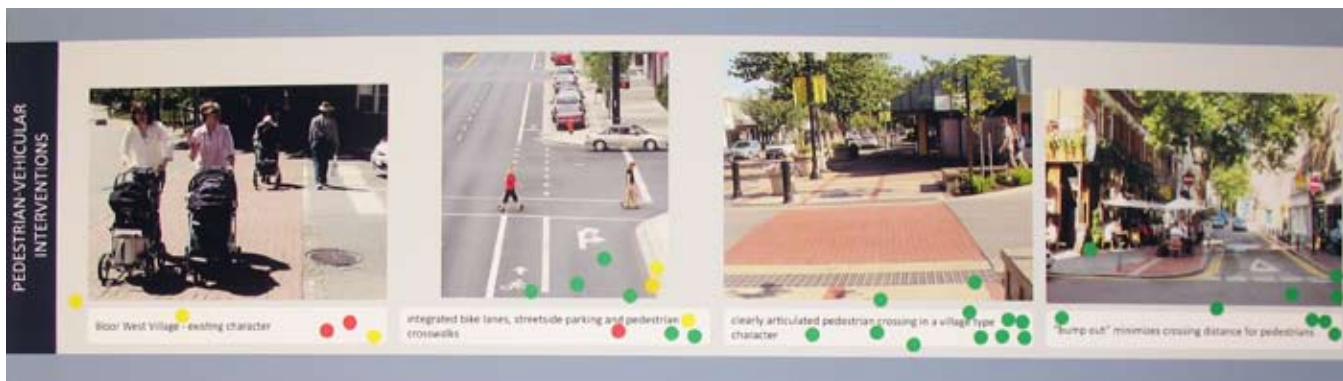 PEDESTRIAN-VEHICULAR
INTERVENTIONS
Bloor West Village - existing character
integrated bike lanes, streetside parking and pedestrian
crosswalks
clearly articulated pedestrian crossing in a village type
character
"bump out" minimizes crossing distance for pedestrians